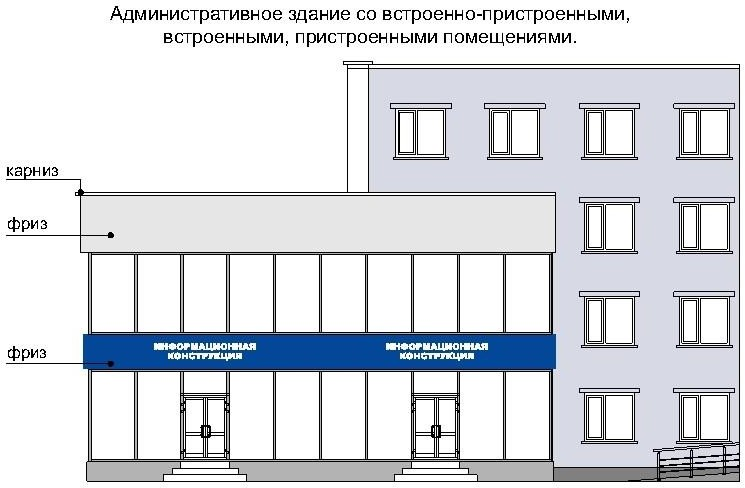 Административное здание со встроенно-пристроенными,
встроенными, пристроенными помещениями.
карниз
фриз
фриз
ИНФОРМАЦИОННАЯ
КОНСТРУКЦИЯ
ИНФОРМАЦИОННАЯ
КОНСТРУКЦИЯ